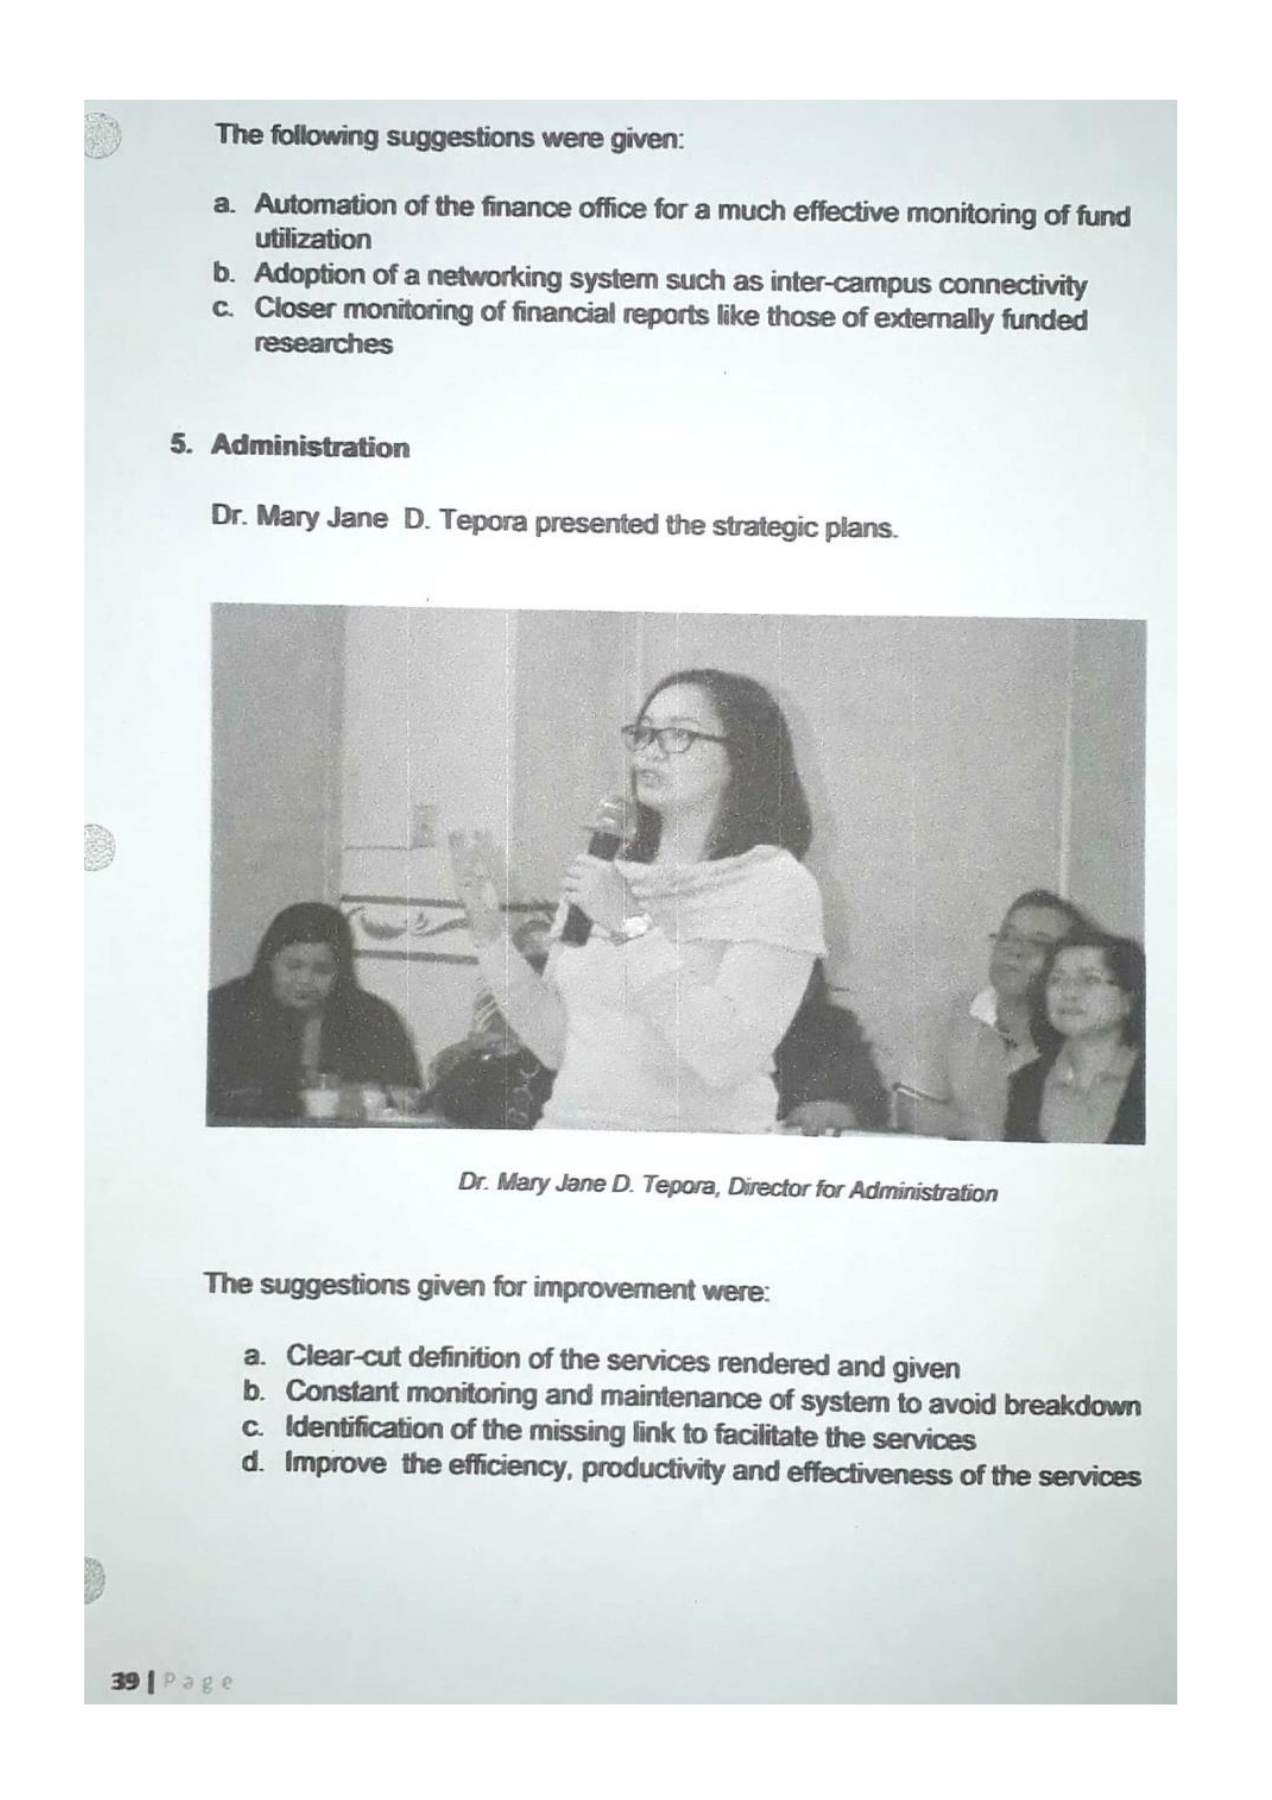 The following suggestions were given:
a. Automation of the finance office for a much effective monitoring of fund
utilization
b. Adoption of a networking system such as inter-campus connectivity
c. Closer monitoring of financial reports like those of externally funded
researches
5. Administration
Dr. Mary Jane D. Tepora presented the strategic plans.
Dr. Mary Jane D. Tepora, Director for Administration
The suggestions given for improvement were:
a. Clear-cut definition of the services rendered and given
b. Constant monitoring and maintenance of system to avoid breakdown
c. Identification of the missing link to facilitate the services
d. Improve the efficiency, productivity and effectiveness of the services
39 | Page